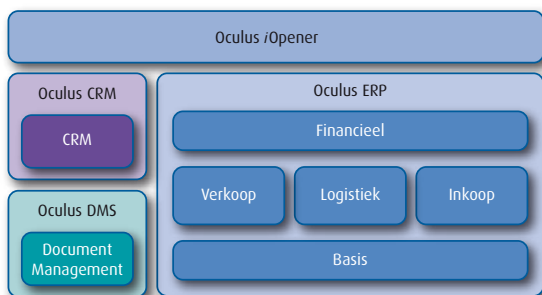 Oculus iOpener
Oculus CRM
CRM
Oculus DMS
Document
Management
Oculus ERP
Financieel
Verkoop
Logistiek
Inkoop
Basis